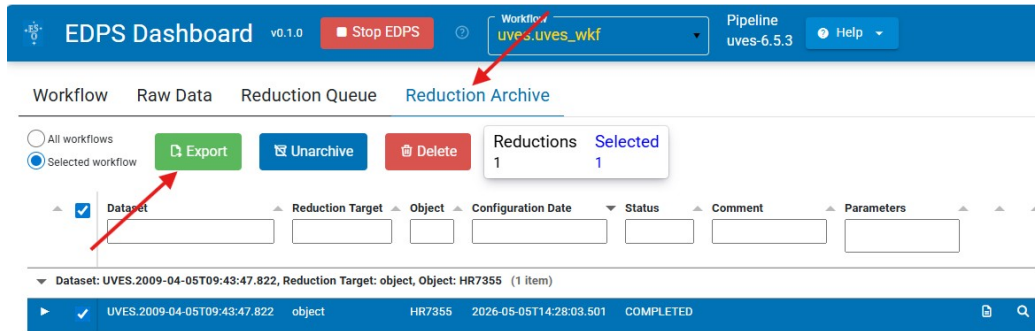 ES
O
EDPS Dashboard v0.1.0 Stop EDPS Workflow uves.uves_wkf Pipeline uves-6.5.3 Help
Workflow Raw Data Reduction Queue Reduction Archive
All workflows
Selected workflow
Export Unarchive Delete
Reductions Selected
1 1
Dataset Reduction Target Object Configuration Date Status Comment Parameters
Dataset: UVES.2009-04-05T09:43:47.822, Reduction Target: object, Object: HR7355 (1 item)
UVES.2009-04-05T09:43:47.822 object HR7355 2026-05-05T14:28:03.501 COMPLETED